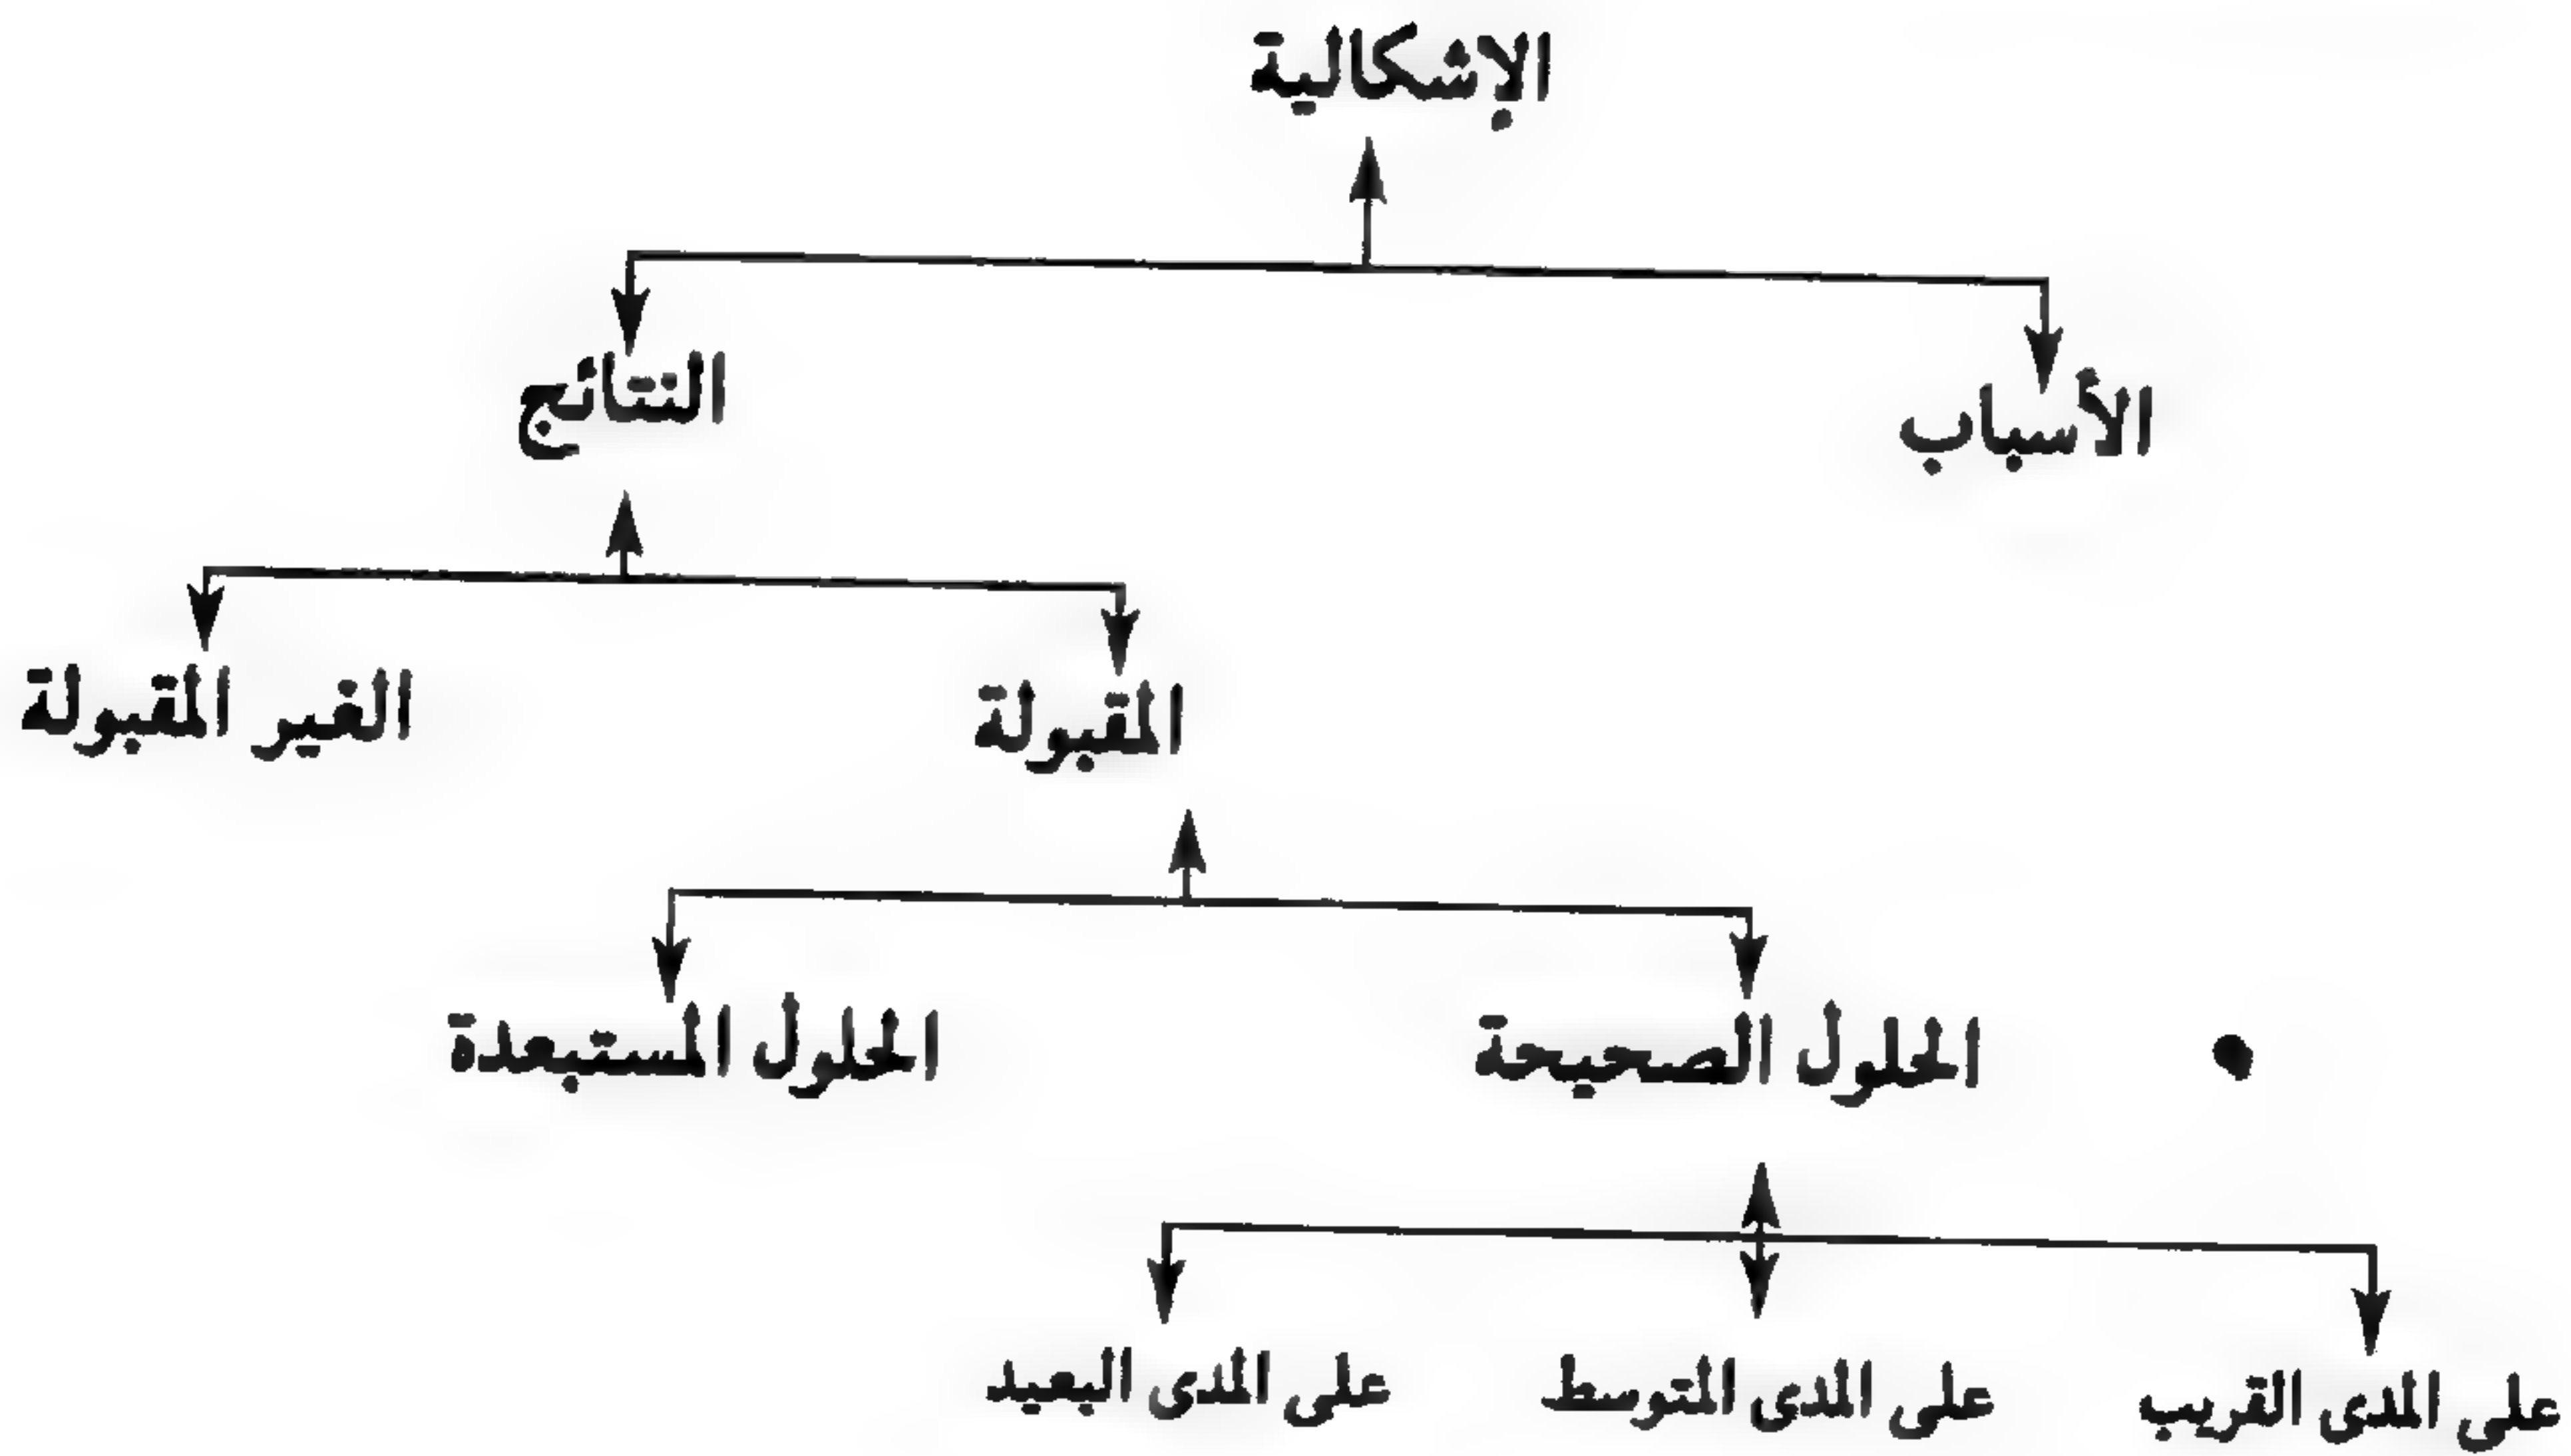 الإشكالية
الأسباب
النتائج
المقبولة
الغير المقبولة
الحلول الصحيحة
الحلول المستبعدة
على المدى القريب
على المدى المتوسط
على المدى البعيد